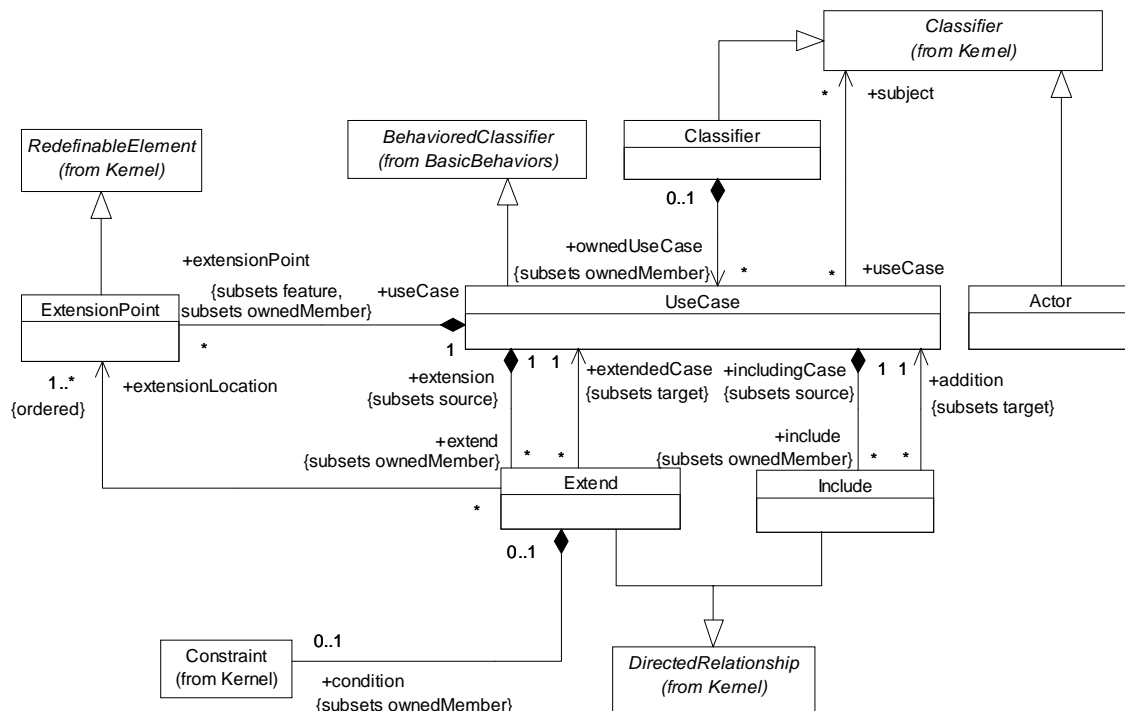 Classifier
(from Kernel)
*
+subject
Classifier
0..1
BehavioredClassifier
(from BasicBehaviors)
RedefinableElement
(from Kernel)
+ownedUseCase
{subsets ownedMember}
*
*
+useCase
+extensionPoint
{subsets feature,
subsets ownedMember}
+useCase
ExtensionPoint
UseCase
Actor
*
1
1..*
{ordered}
+extensionLocation
+extension
{subsets source}
1
1
+extendedCase
{subsets target}
+includingCase
{subsets source}
1
1
+addition
{subsets target}
+extend
{subsets ownedMember}
*
*
+include
{subsets ownedMember}
*
*
Extend
Include
*
0..1
Constraint
(from Kernel)
0..1
+condition
{subsets ownedMember}
DirectedRelationship
(from Kernel)